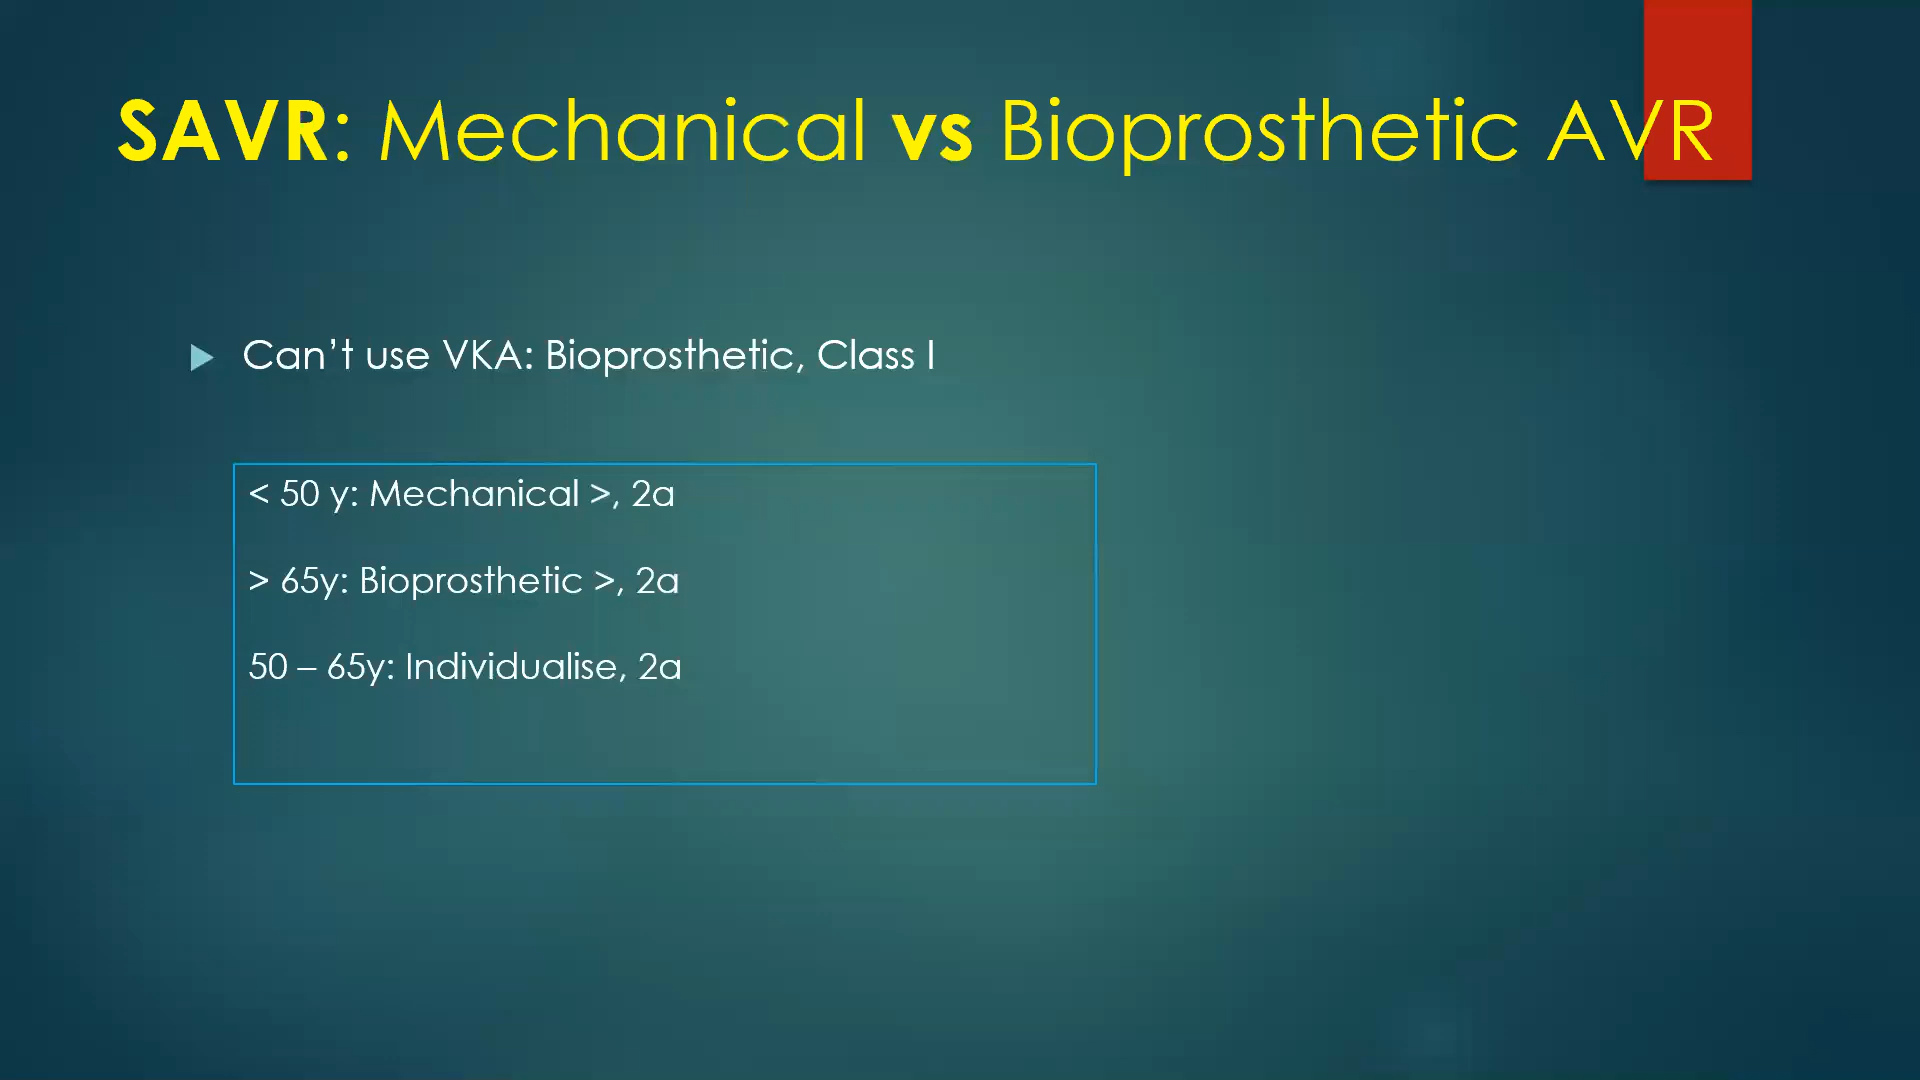 SAVR: Mechanical vs Bioprosthetic AVR
Can’t use VKA: Bioprosthetic, Class I
< 50 y: Mechanical >, 2a
> 65y: Bioprosthetic >, 2a
50 – 65y: Individualise, 2a